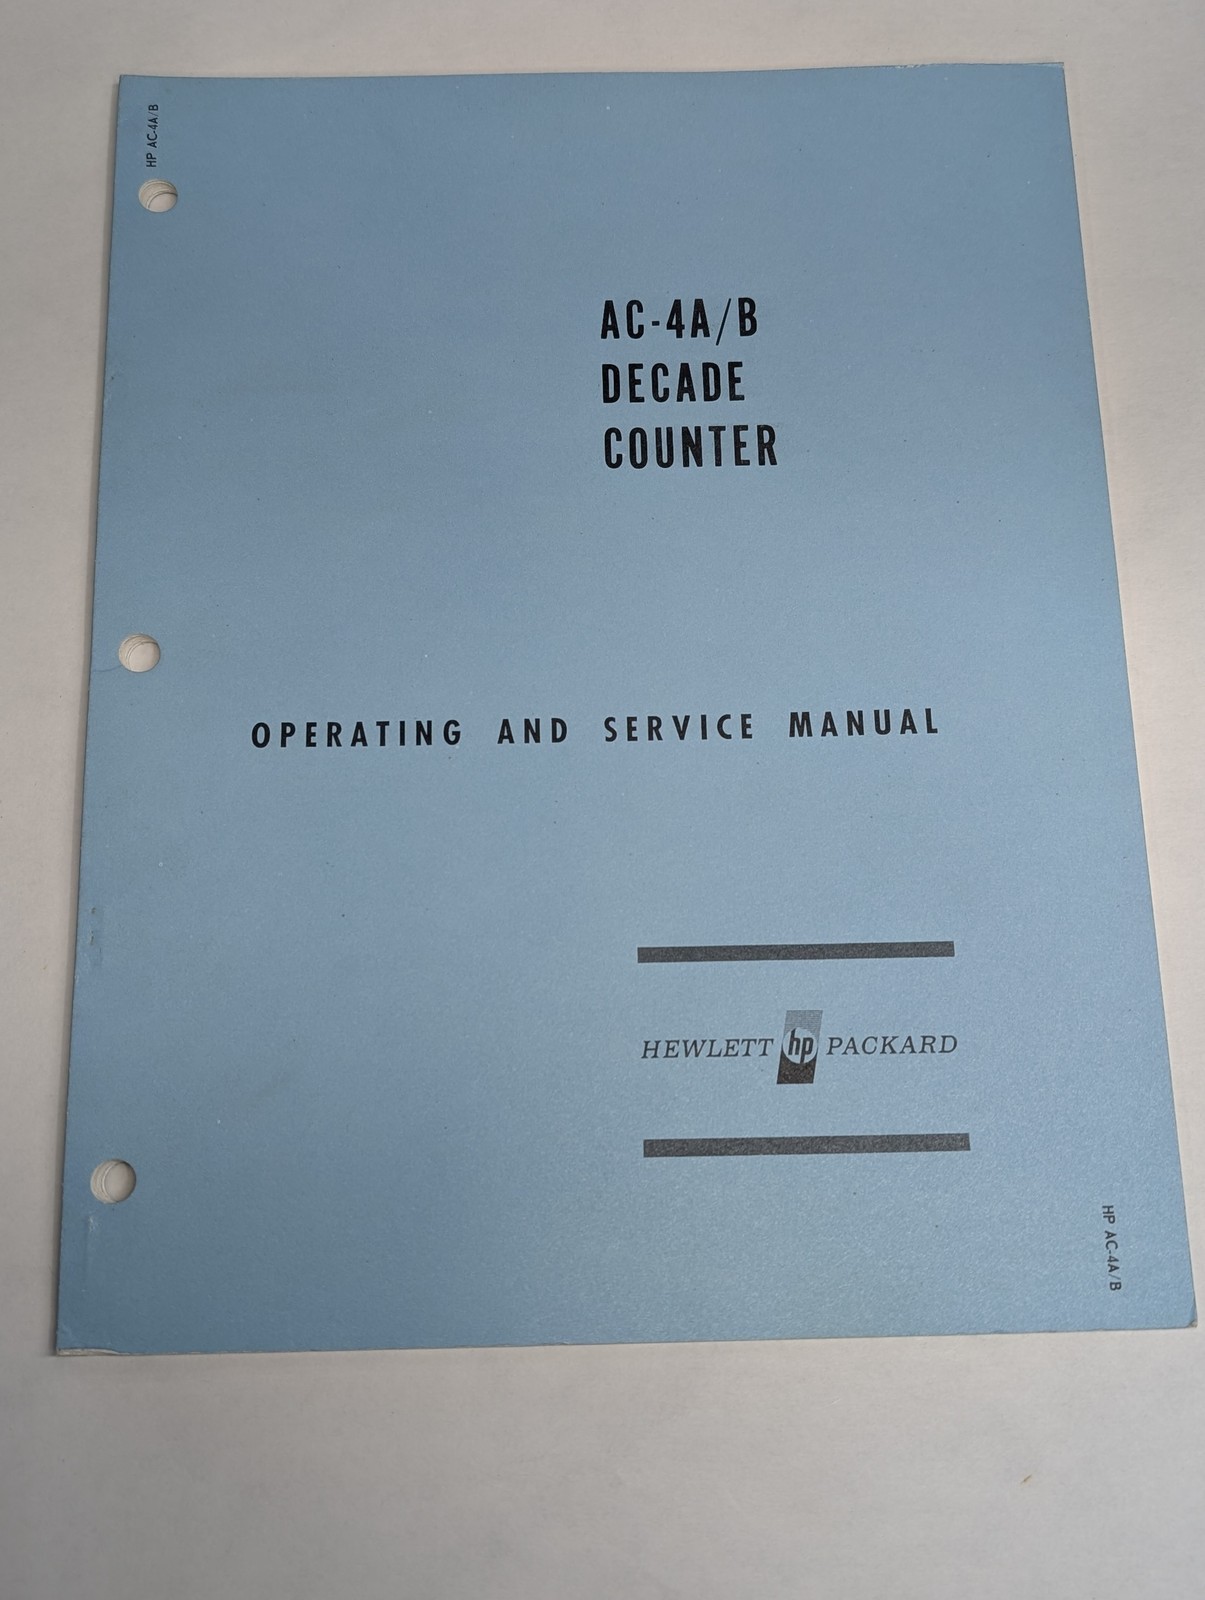 HP AC-4A/B
AC-4A/B
DECADE
COUNTER
OPERATING AND SERVICE MANUAL
HEWLETT hp PACKARD
HP AC-4A/B